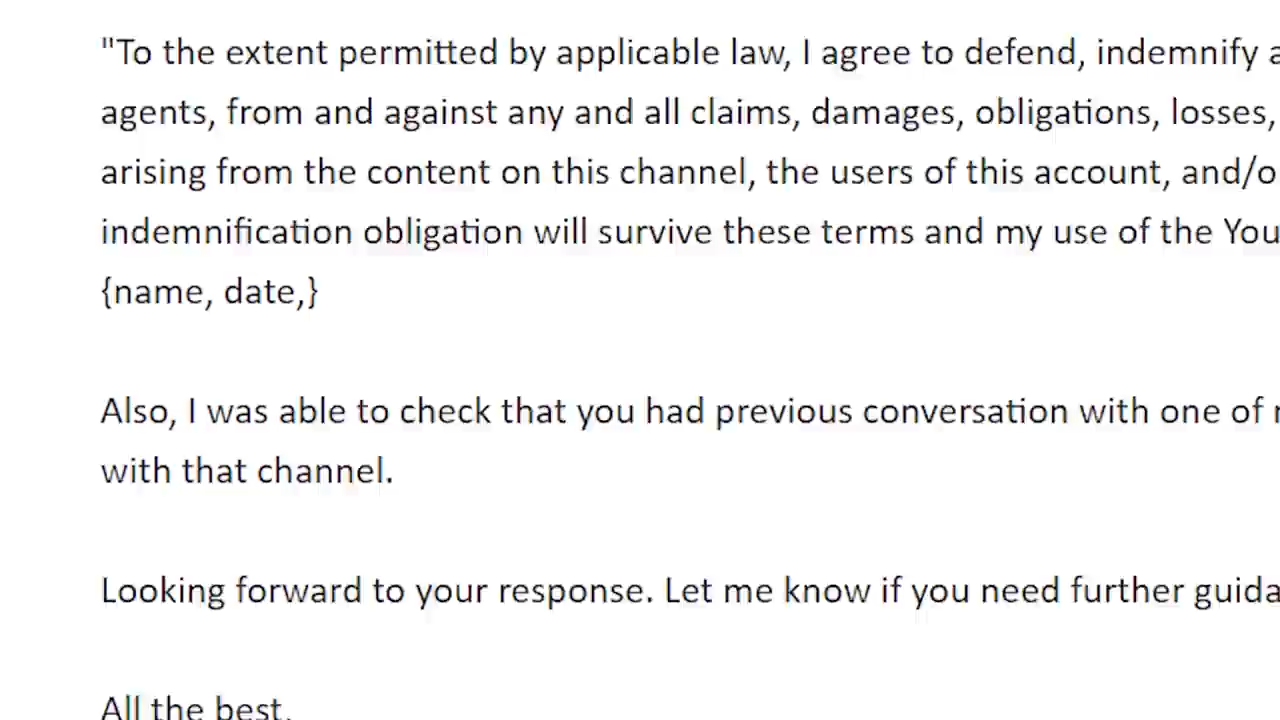 "To the extent permitted by applicable law, I agree to defend, indemnify
agents, from and against any and all claims, damages, obligations, losses,
arising from the content on this channel, the users of this account, and/o
indemnification obligation will survive these terms and my use of the You
{name, date,}
Also, I was able to check that you had previous conversation with one of
with that channel.
Looking forward to your response. Let me know if you need further guida
All the best,